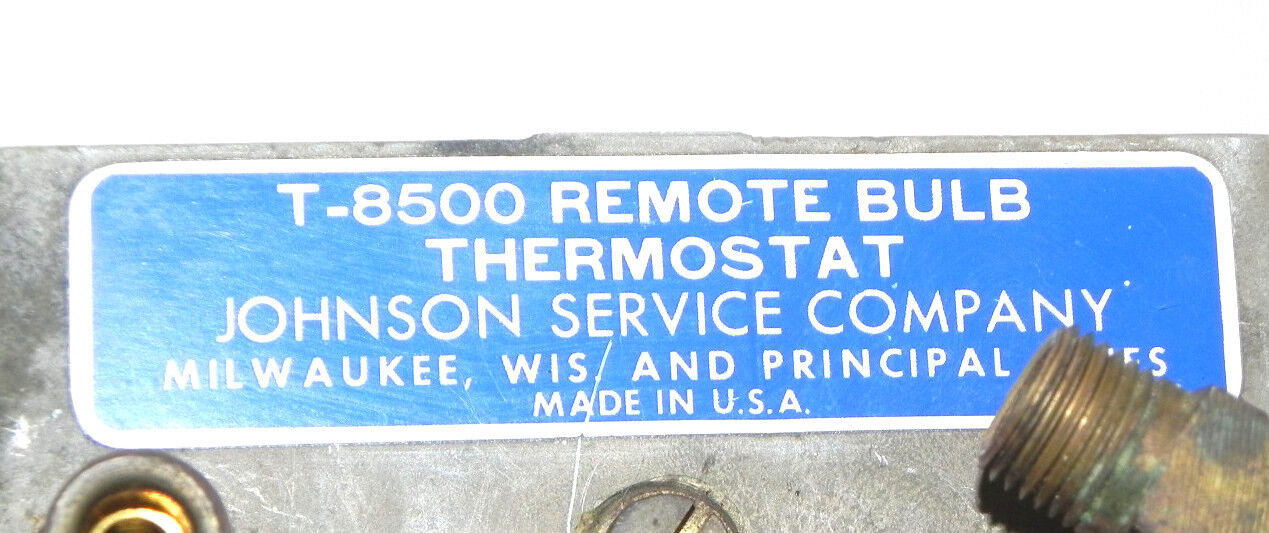 T-8500 REMOTE BULB
THERMOSTAT
JOHNSON SERVICE COMPANY
MILWAUKEE, WIS. AND PRINCIPAL
MADE IN U.S.A.